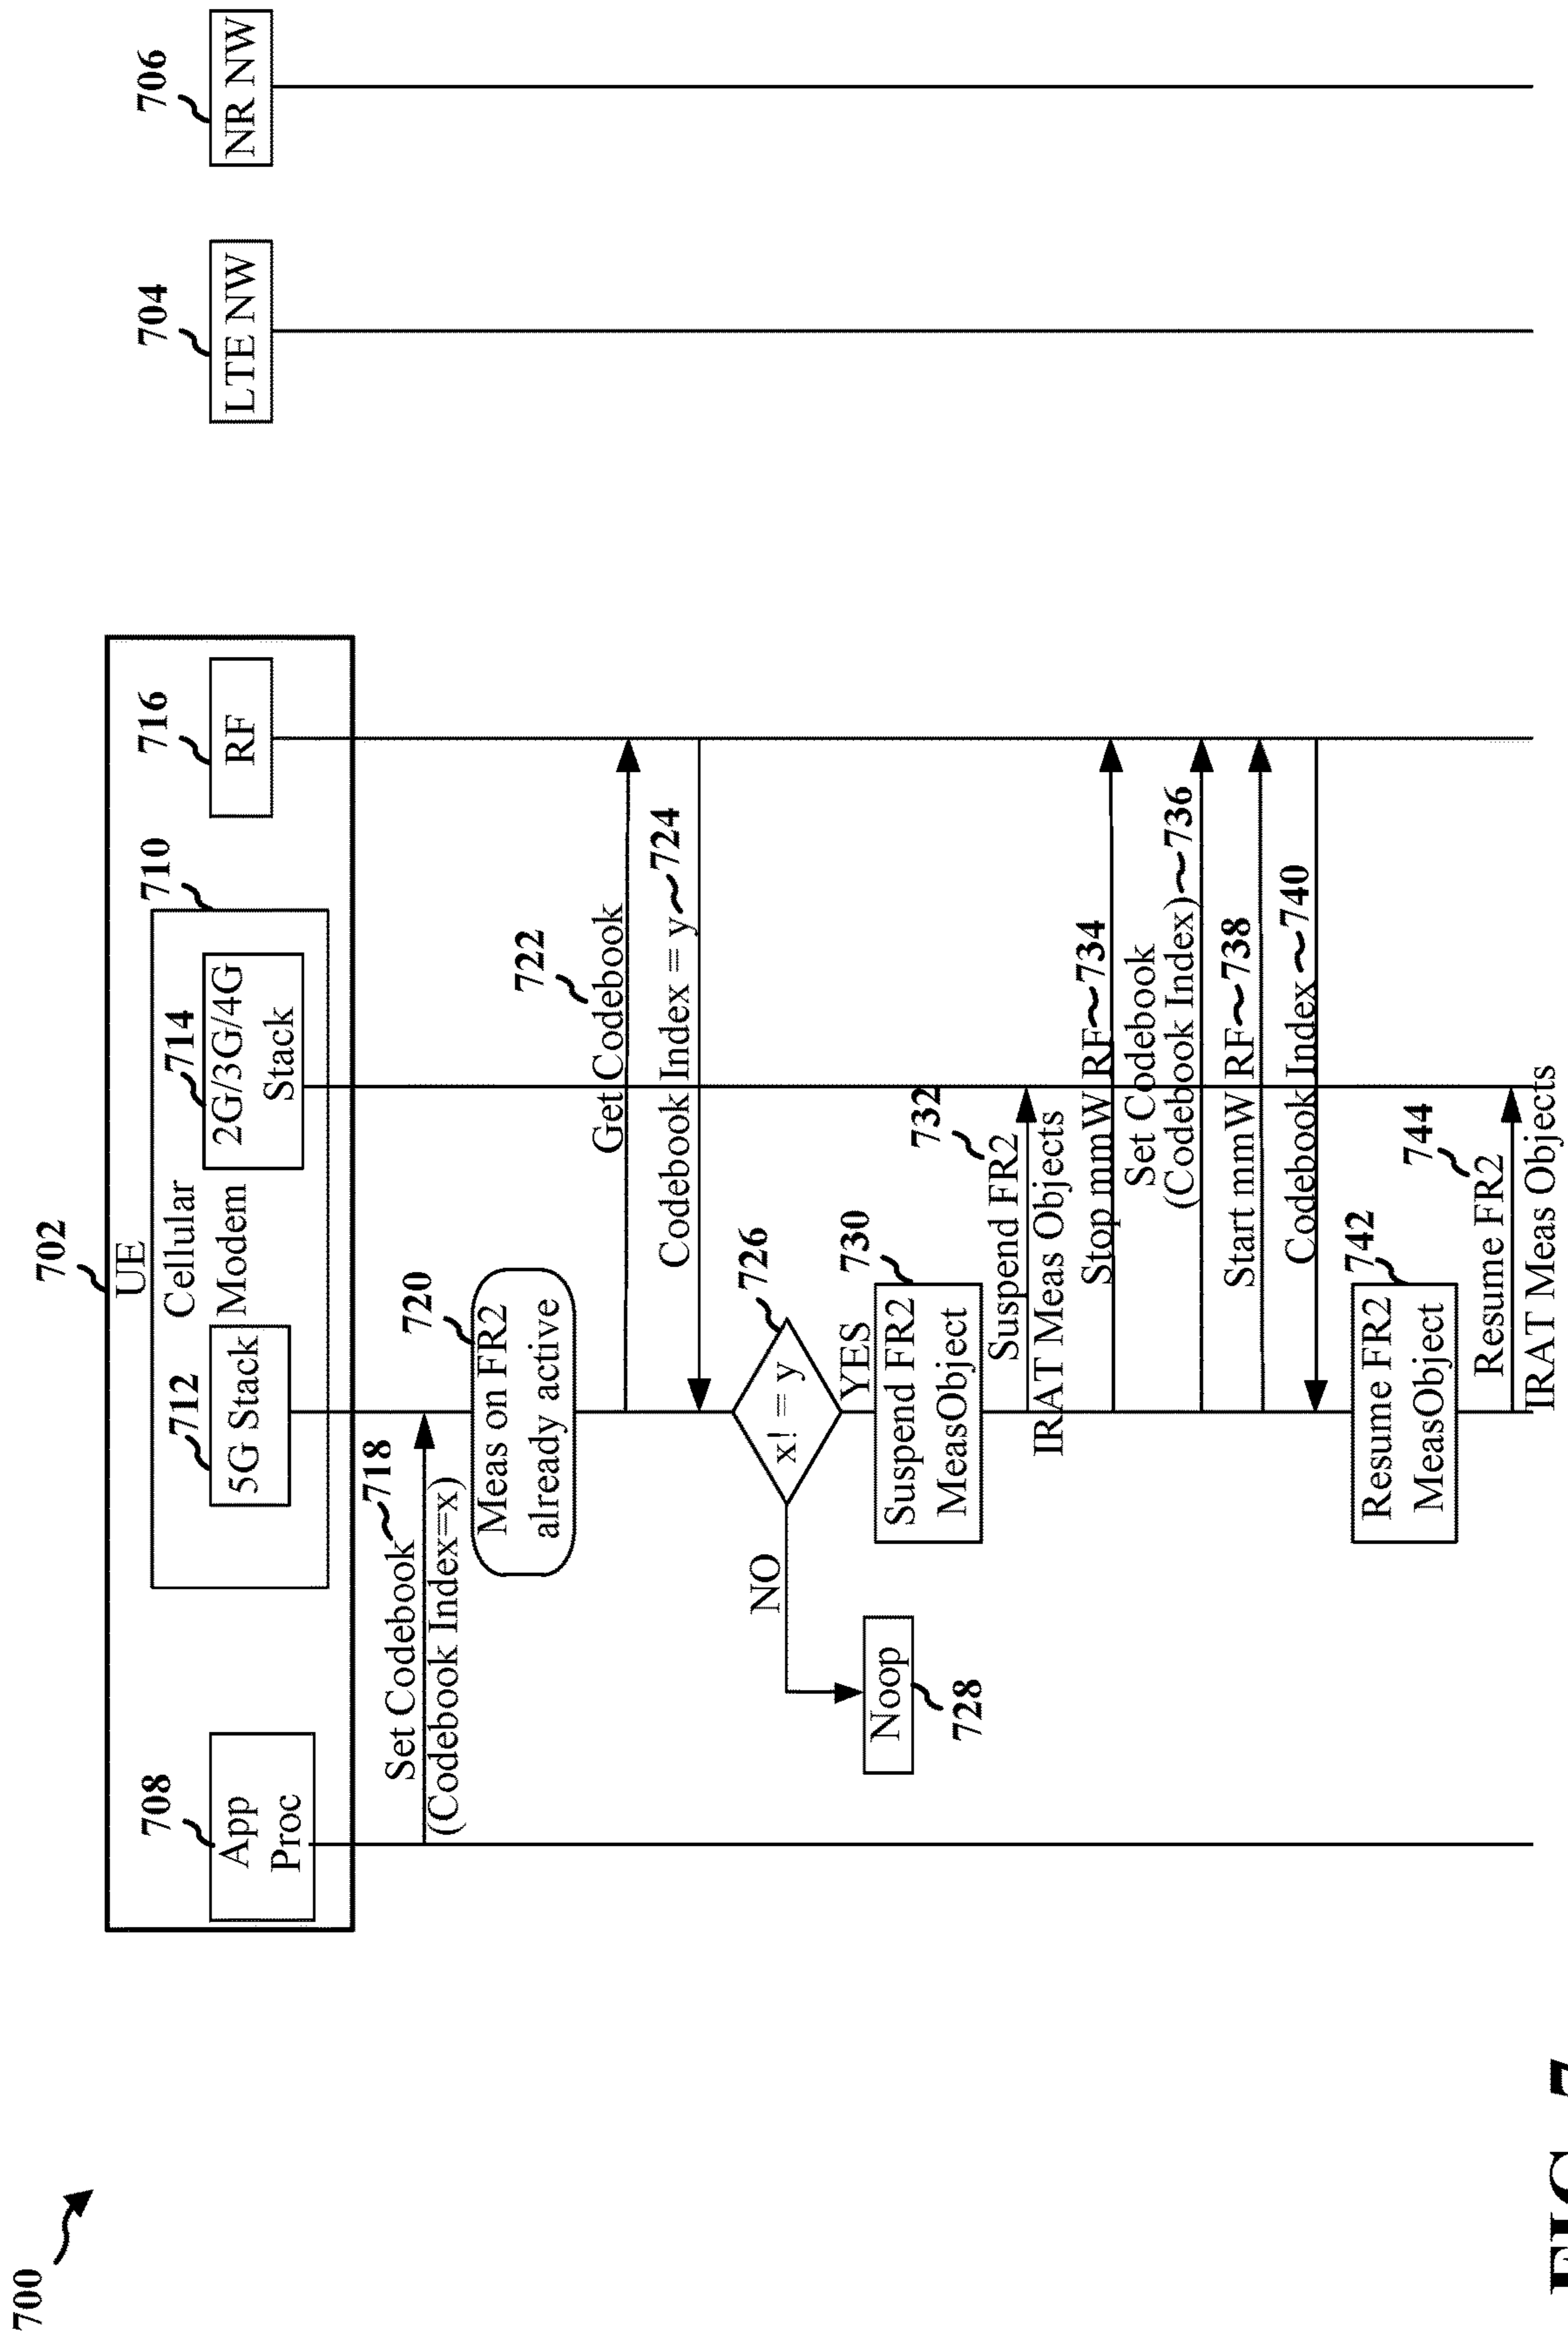 700
702
UE
708
App
Proc
710
Cellular
Modem
712
5G Stack
714
2G/3G/4G
Stack
716
RF
704
LTE NW
706
NR NW
Set Codebook 718
(Codebook Index=x)
720
Meas on FR2
already active
722
Get Codebook
Codebook Index = y 724
726
x! = y
NO
YES
Noop
728
730
Suspend FR2
MeasObject
732
Suspend FR2
IRAT Meas Objects
Stop mmW RF 734
Set Codebook
(Codebook Index) 736
Start mmW RF 738
Codebook Index 740
742
Resume FR2
MeasObject
744
Resume FR2
IRAT Meas Objects